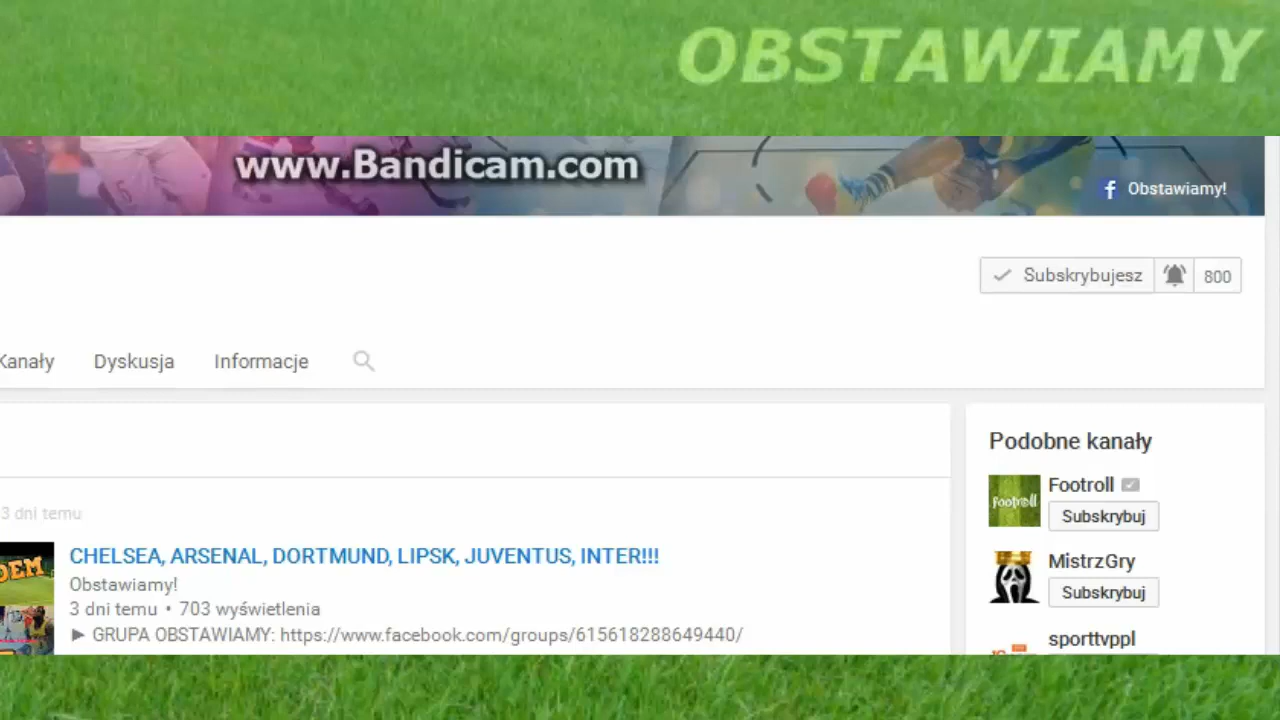 OBSTAWIAMY
www.Bandicam.com
Obstawiamy!
Subskrybujesz 800
Kanały Dyskusja Informacje
Podobne kanały
3 dni temu
Footroll
footroll
Subskrybuj
CHELSEA, ARSENAL, DORTMUND, LIPSK, JUVENTUS, INTER!!!
Obstawiamy!
3 dni temu • 703 wyświetlenia
► GRUPA OBSTAWIAMY: https://www.facebook.com/groups/615618288649440/
MistrzGry
Subskrybuj
sporttvppl